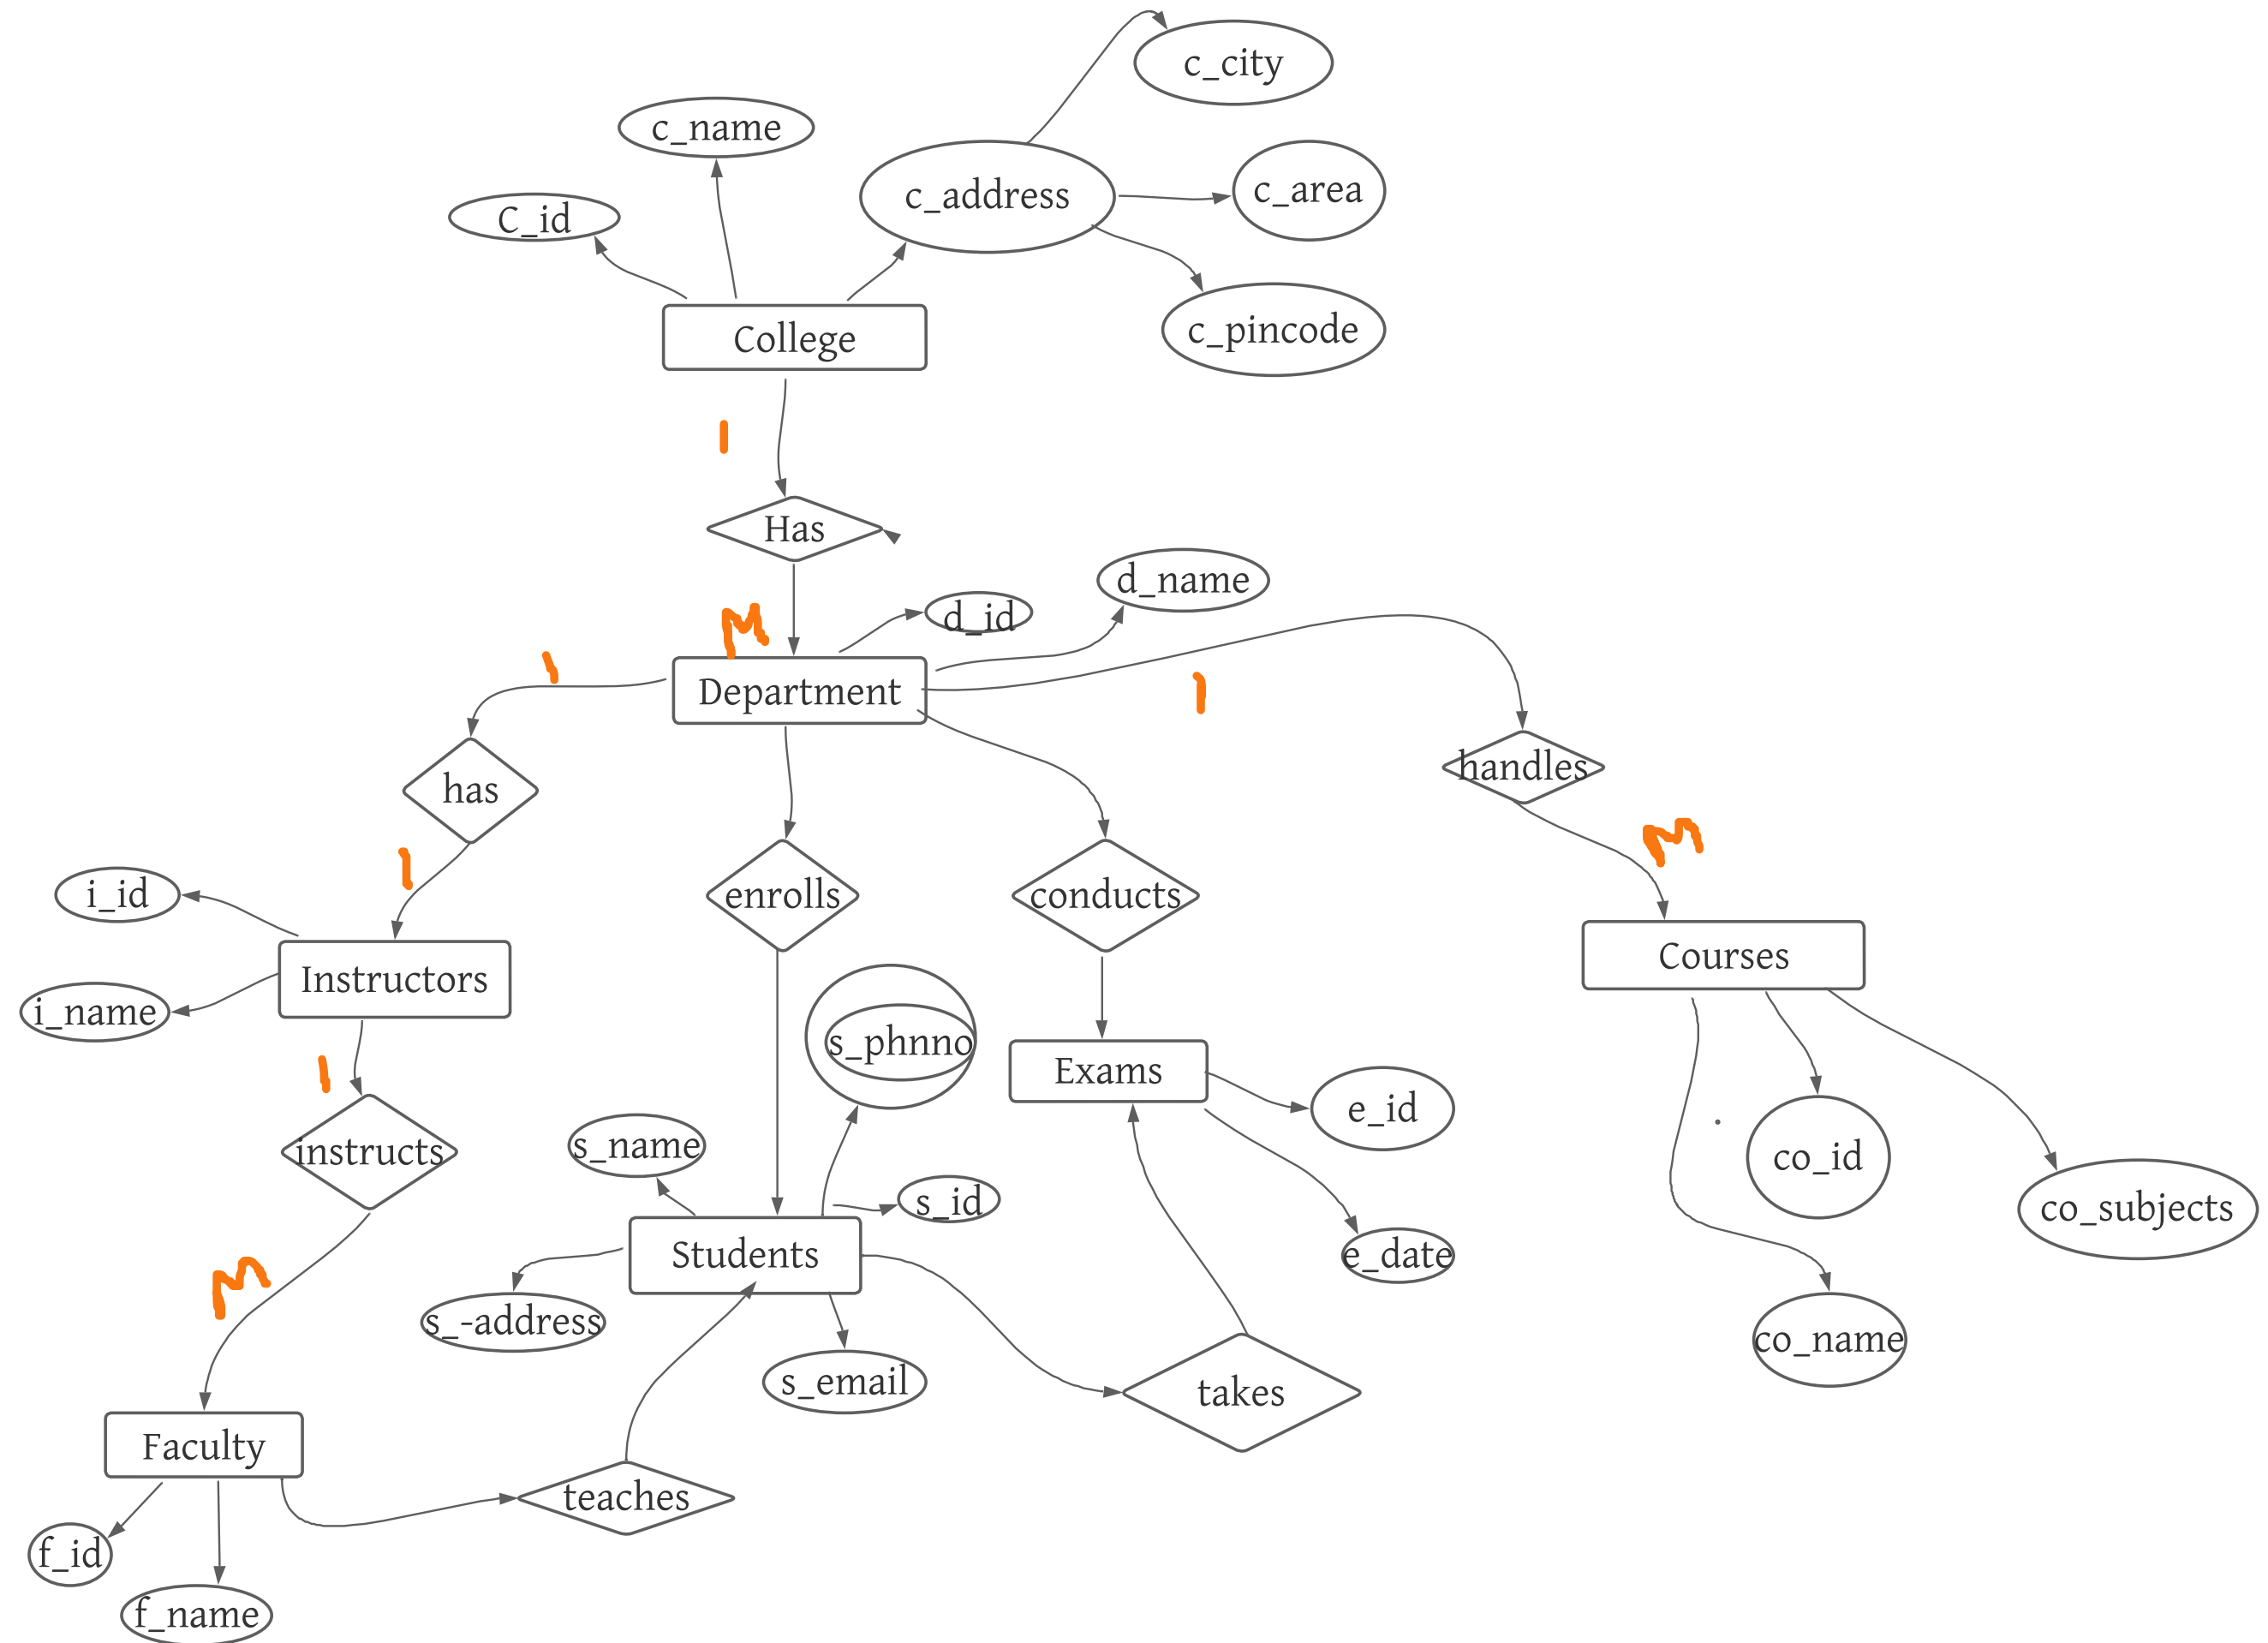 c_city
c_name
c_address
c_area
C_id
c_pincode
College
1
Has
d_name
d_id
M
1
Department
1
handles
has
M
1
i_id
enrolls
conducts
Courses
Instructors
i_name
s_phnno
Exams
1
e_id
instructs
s_name
co_id
s_id
co_subjects
Students
e_date
M
s_-address
co_name
s_email
takes
Faculty
teaches
f_id
f_name